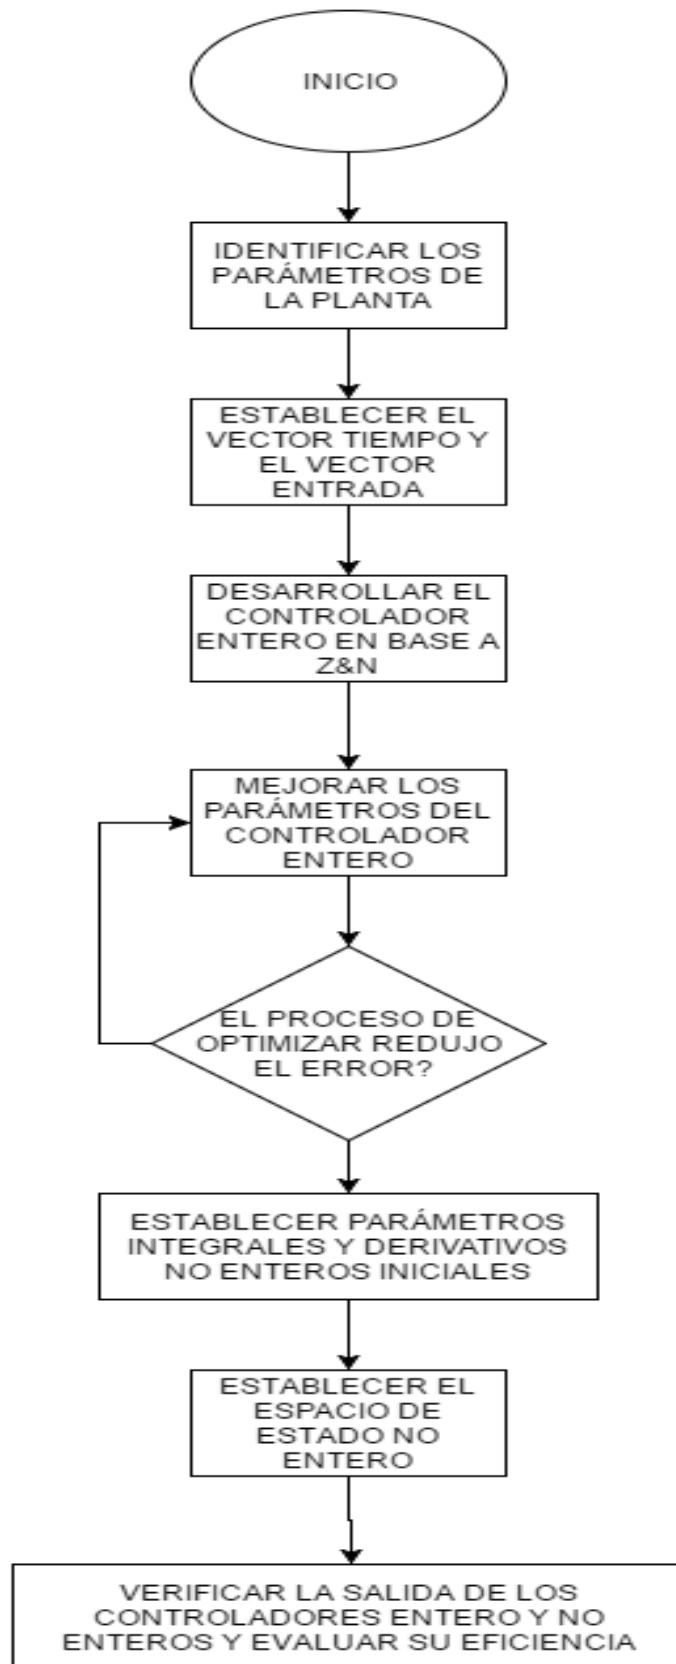 INICIO
IDENTIFICAR LOS
PARÁMETROS DE
LA PLANTA
ESTABLECER EL
VECTOR TIEMPO Y
EL VECTOR
ENTRADA
DESARROLLAR EL
CONTROLADOR
ENTERO EN BASE A
Z&N
MEJORAR LOS
PARÁMETROS DEL
CONTROLADOR
ENTERO
EL PROCESO DE
OPTIMIZAR REDUJO
EL ERROR?
ESTABLECER PARÁMETROS
INTEGRALES Y DERIVATIVOS
NO ENTEROS INICIALES
ESTABLECER EL
ESPACIO DE
ESTADO NO
ENTERO
VERIFICAR LA SALIDA DE LOS
CONTROLADORES ENTERO Y NO
ENTEROS Y EVALUAR SU EFICIENCIA